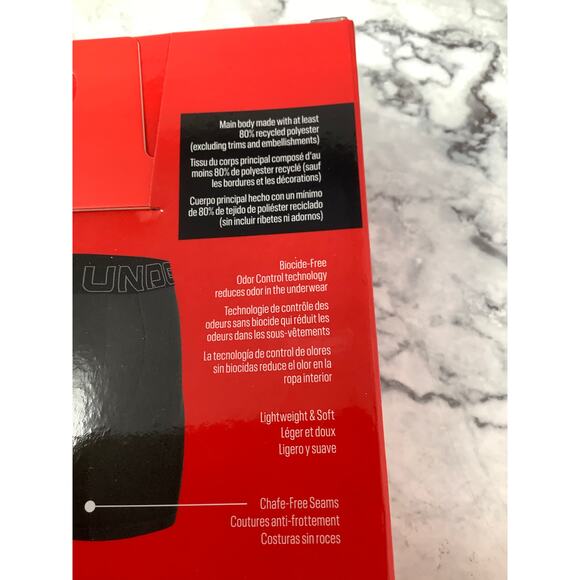 Main body made with at least
80% recycled polyester
(excluding trims and embellishments)
Tissu du corps principal composé d'au
moins 80% de polyester recyclé (sauf
les bordures et les décorations)
Cuerpo principal hecho con un mínimo
de 80% de tejido de poliéster reciclado
(sin incluir ribetes ni adornos)
UNDE
Biocide-Free
Odor Control technology
reduces odor in the underwear
Technologie de contrôle des
odeurs sans biocide qui réduit les
odeurs dans les sous-vêtements
La tecnología de control de olores
sin biocidas reduce el olor en la
ropa interior
Lightweight & Soft
Léger et doux
Ligero y suave
Chafe-Free Seams
Coutures anti-frottement
Costuras sin roces